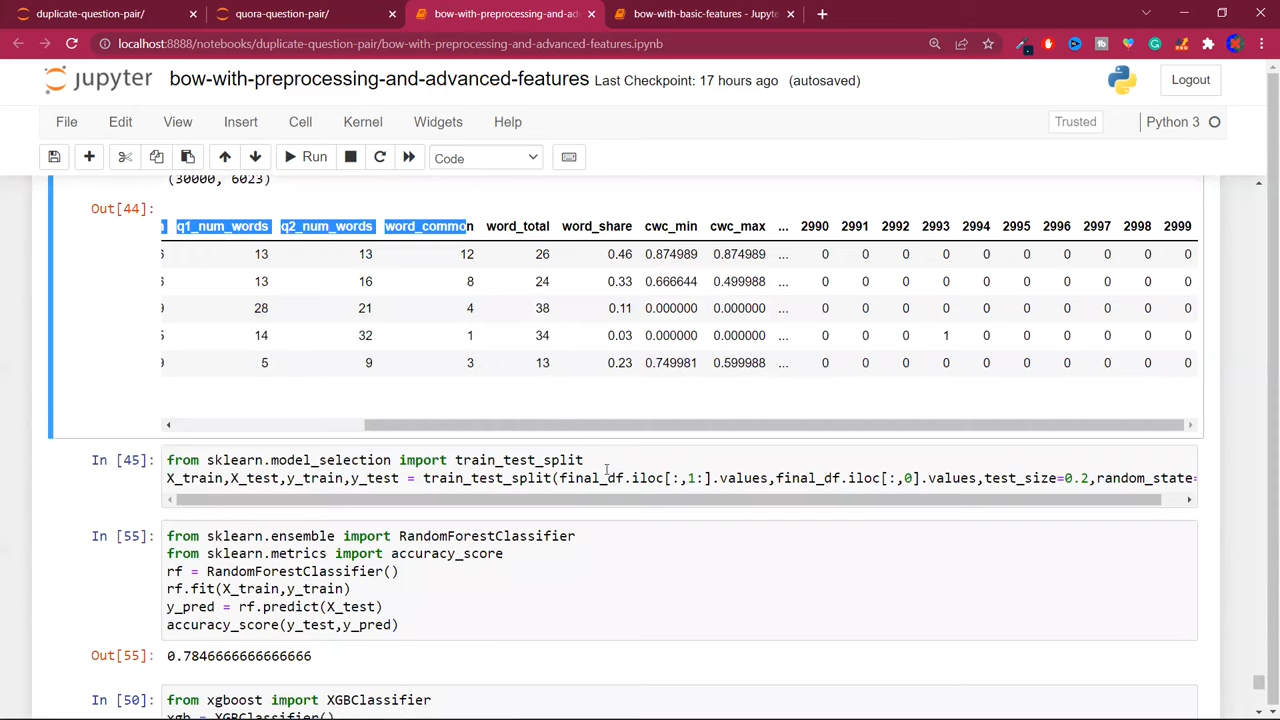 duplicate-question-pair/
quora-question-pair/
bow-with-preprocessing-and-adv
bow-with-basic-features - Jupyte
localhost:8888/notebooks/duplicate-question-pair/bow-with-preprocessing-and-advanced-features.ipynb
jupyter bow-with-preprocessing-and-advanced-features Last Checkpoint: 17 hours ago (autosaved) Logout
File Edit View Insert Cell Kernel Widgets Help Trusted Python 3
Run Code
(30000, 6023)
Out[44]:
n q1_num_words q2_num_words word_common word_total word_share cwc_min cwc_max ... 2990 2991 2992 2993 2994 2995 2996 2997 2998 2999
6 13 13 12 26 0.46 0.874989 0.874989 ... 0 0 0 0 0 0 0 0 0 0
6 13 16 8 24 0.33 0.666644 0.499988 ... 0 0 0 0 0 0 0 0 0 0
9 28 21 4 38 0.11 0.000000 0.000000 ... 0 0 0 0 0 0 0 0 0 0
5 14 32 1 34 0.03 0.000000 0.000000 ... 0 0 0 1 0 0 0 0 0 0
9 5 9 3 13 0.23 0.749981 0.599988 ... 0 0 0 0 0 0 0 0 0 0
In [45]: from sklearn.model_selection import train_test_split
X_train,X_test,y_train,y_test = train_test_split(final_df.iloc[:,1:].values,final_df.iloc[:,0].values,test_size=0.2,random_state=
In [55]: from sklearn.ensemble import RandomForestClassifier
from sklearn.metrics import accuracy_score
rf = RandomForestClassifier()
rf.fit(X_train,y_train)
y_pred = rf.predict(X_test)
accuracy_score(y_test,y_pred)
Out[55]: 0.7846666666666666
In [50]: from xgboost import XGBClassifier
xgb = XGBClassifier()